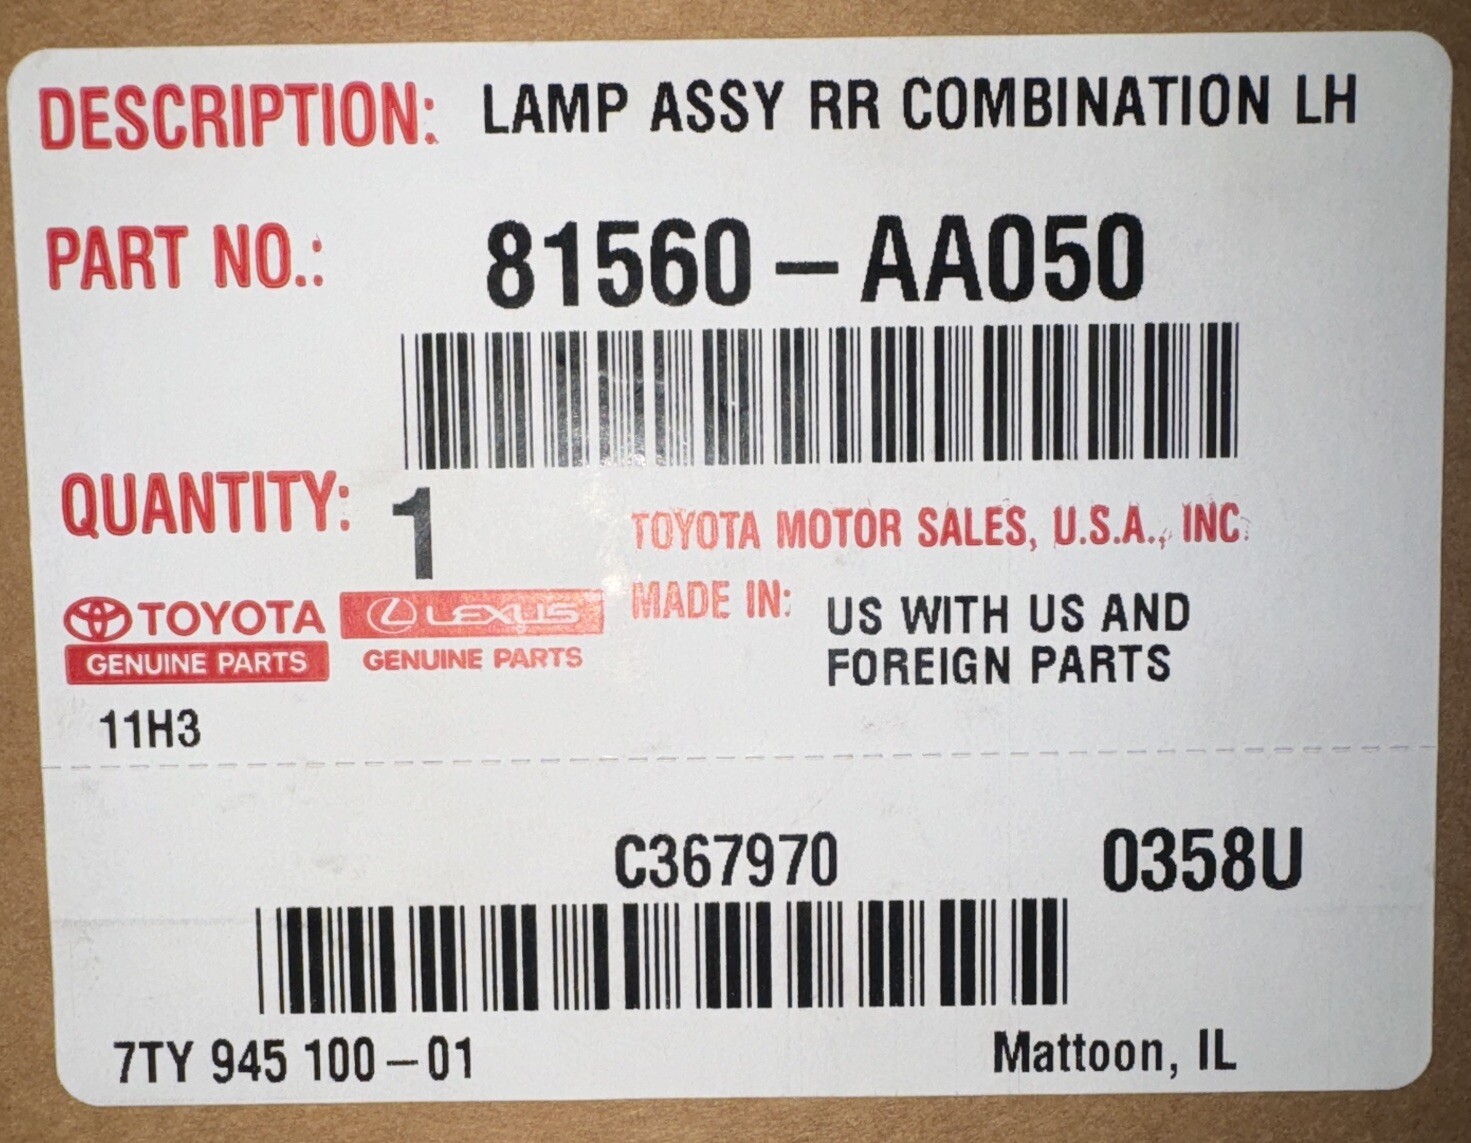 DESCRIPTION: LAMP ASSY RR COMBINATION LH
PART NO.: 81560-AA050
QUANTITY: 1
TOYOTA MOTOR SALES, U.S.A., INC.
MADE IN: US WITH US AND
FOREIGN PARTS
TOYOTA
GENUINE PARTS
LEXUS
GENUINE PARTS
11H3
C367970
0358U
7TY 945 100-01
Mattoon, IL